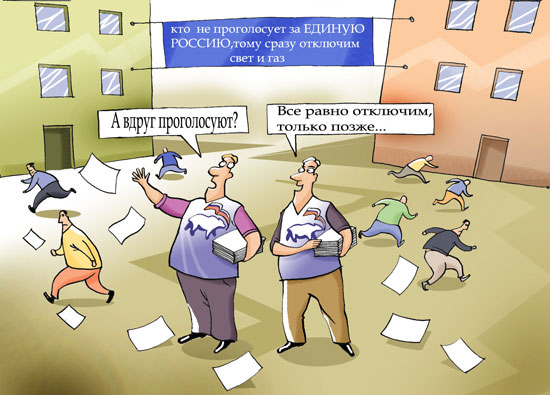 кто не проголосует за ЕДИНУЮ
РОССИЮ,тому сразу отключим
свет и газ
А вдруг проголосуют?
Все равно отключим,
только позже...